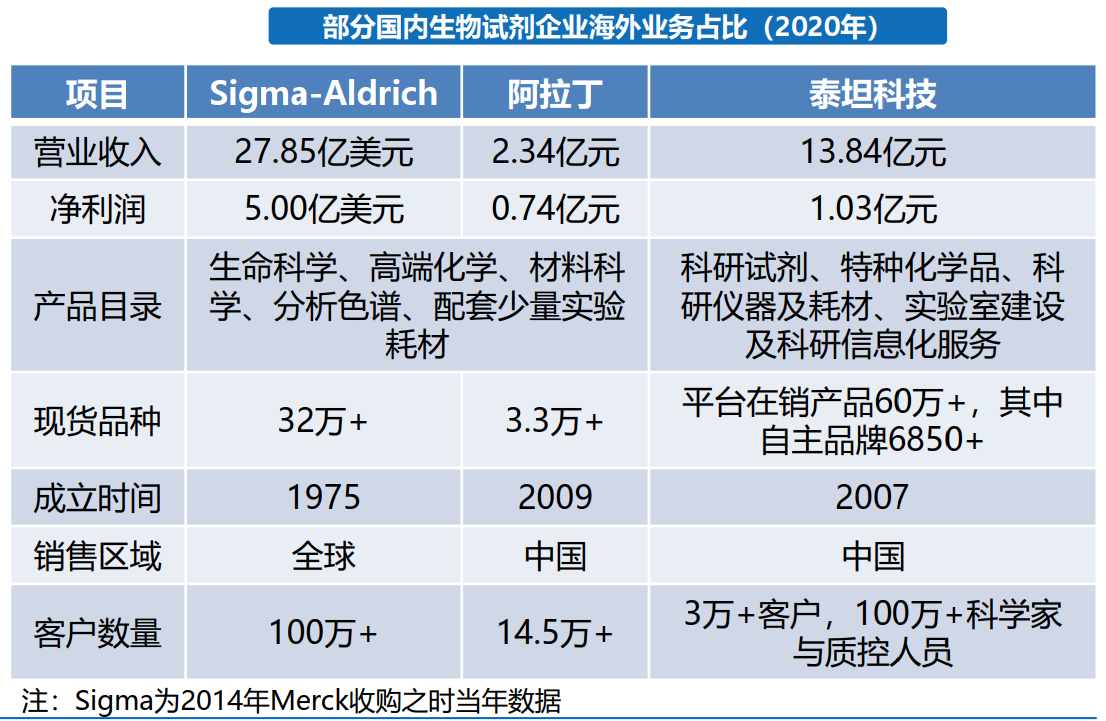 部分国内生物试剂企业海外业务占比（2020年）
项目 Sigma-Aldrich 阿拉丁 泰坦科技
营业收入 27.85亿美元 2.34亿元 13.84亿元
净利润 5.00亿美元 0.74亿元 1.03亿元
产品目录
生命科学、高端化学、材料科
学、分析色谱、配套少量实验
耗材
科研试剂、特种化学品、科
研仪器及耗材、实验室建设
及科研信息化服务
现货品种 32万+ 3.3万+
平台在销产品60万+，其中
自主品牌6850+
成立时间 1975 2009 2007
销售区域 全球 中国 中国
客户数量 100万+ 14.5万+
3万+客户，100万+科学家
与质控人员
注：Sigma为2014年Merck收购之时当年数据